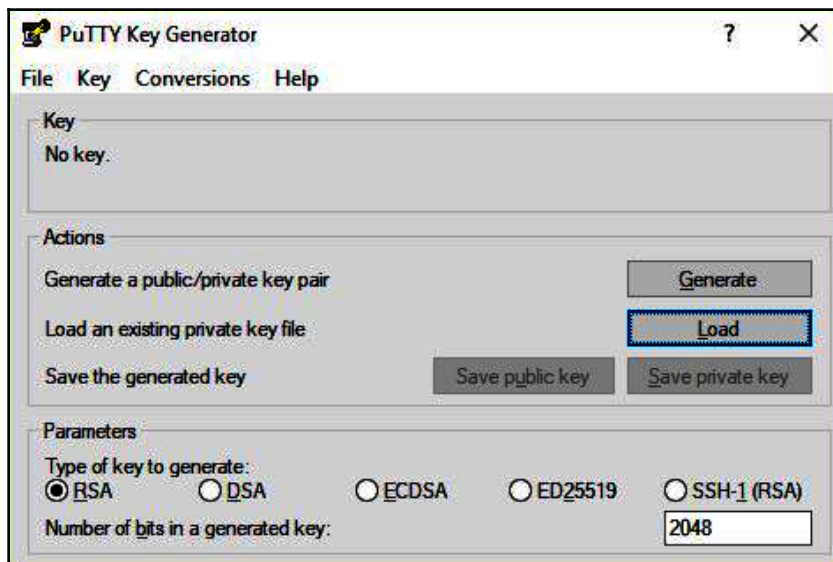 PuTTY Key Generator ? ×
File Key Conversions Help
Key
No key.
Actions
Generate a public/private key pair Generate
Load an existing private key file Load
Save the generated key Save public key Save private key
Parameters
Type of key to generate:
RSA DSA ECDSA ED25519 SSH-1 (RSA)
Number of bits in a generated key: 2048